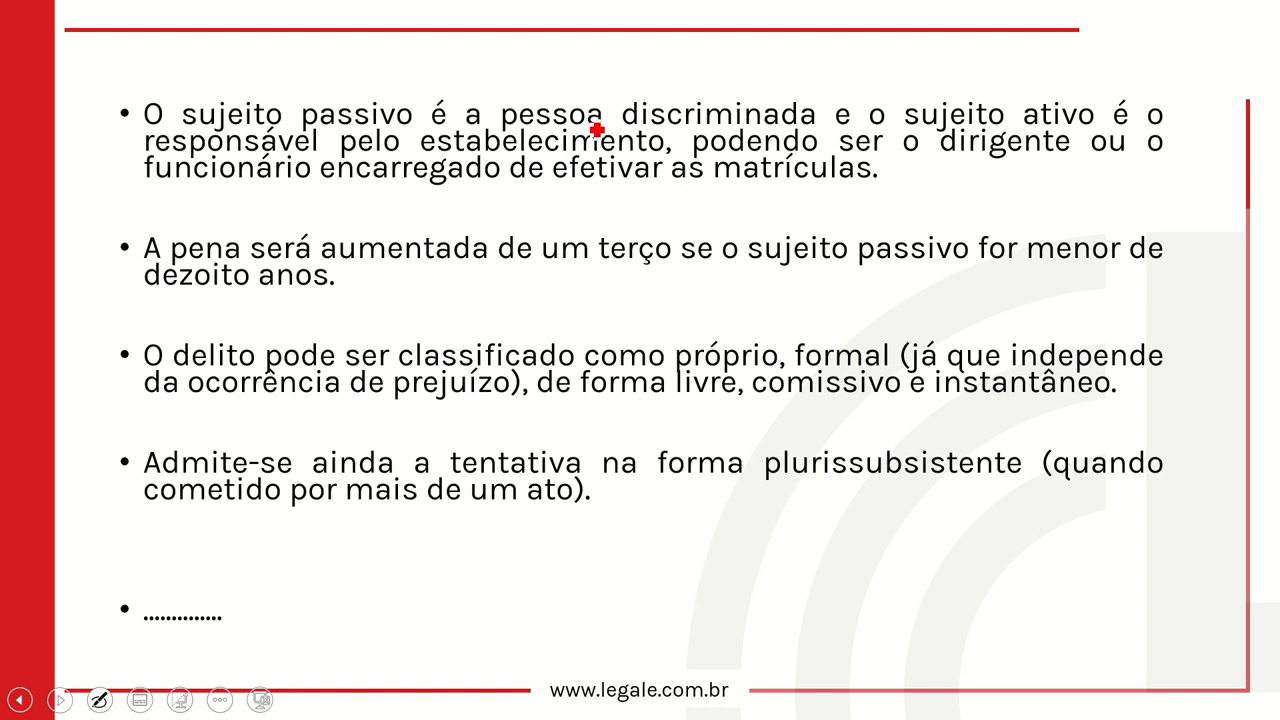 • O sujeito passivo é a pessoa discriminada e o sujeito ativo é o
responsável pelo estabelecimento, podendo ser o dirigente ou o
funcionário encarregado de efetivar as matrículas.
• A pena será aumentada de um terço se o sujeito passivo for menor de
dezoito anos.
• O delito pode ser classificado como próprio, formal (já que independe
da ocorrência de prejuízo), de forma livre, comissivo e instantâneo.
• Admite-se ainda a tentativa na forma plurissubsistente (quando
cometido por mais de um ato).
• ..............
www.legale.com.br